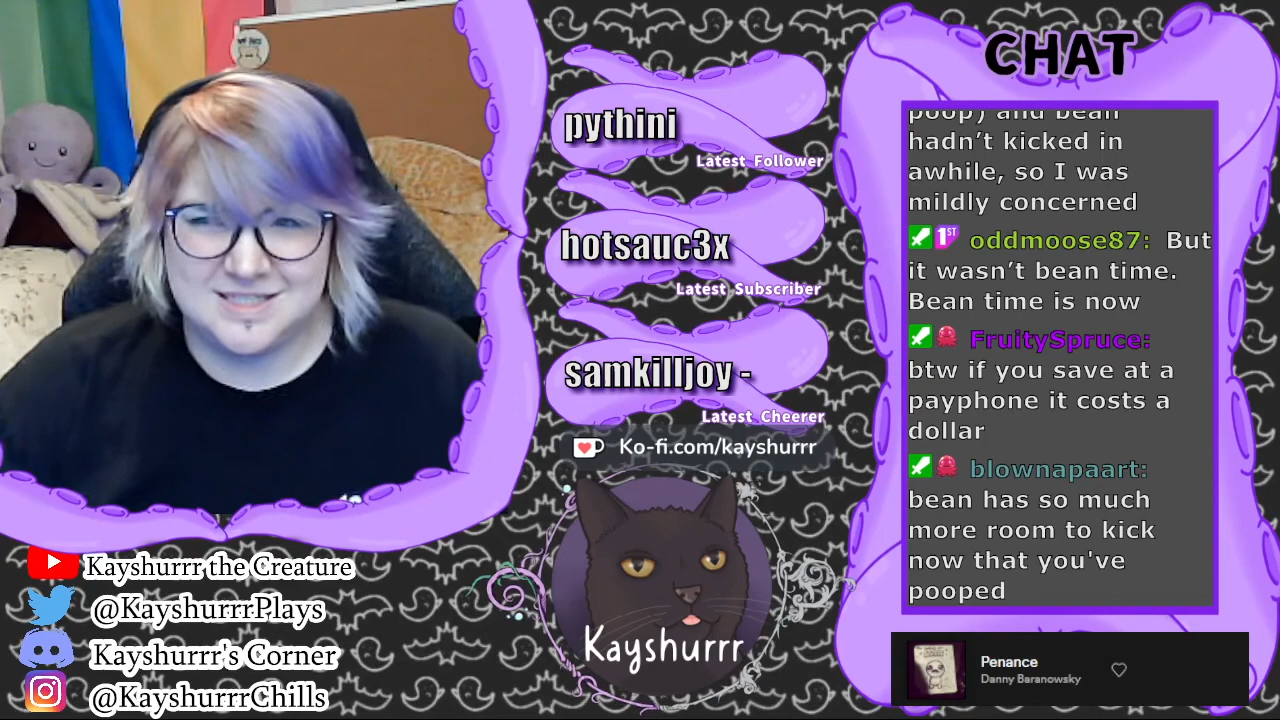 pythini
Latest Follower
hotsauc3x
Latest Subscriber
samkilljoy -
Latest Cheerer
Ko-fi.com/kayshurrr
Kayshurrr
Kayshurrr the Creature
@KayshurrrPlays
Kayshurrr's Corner
@KayshurrrChills
CHAT
poop) and bean
hadn't kicked in
awhile, so I was
mildly concerned
1ST oddmoose87: But
it wasn't bean time.
Bean time is now
FruitySpruce:
btw if you save at a
payphone it costs a
dollar
blownapaart:
bean has so much
more room to kick
now that you've
pooped
Penance
Danny Baranowsky